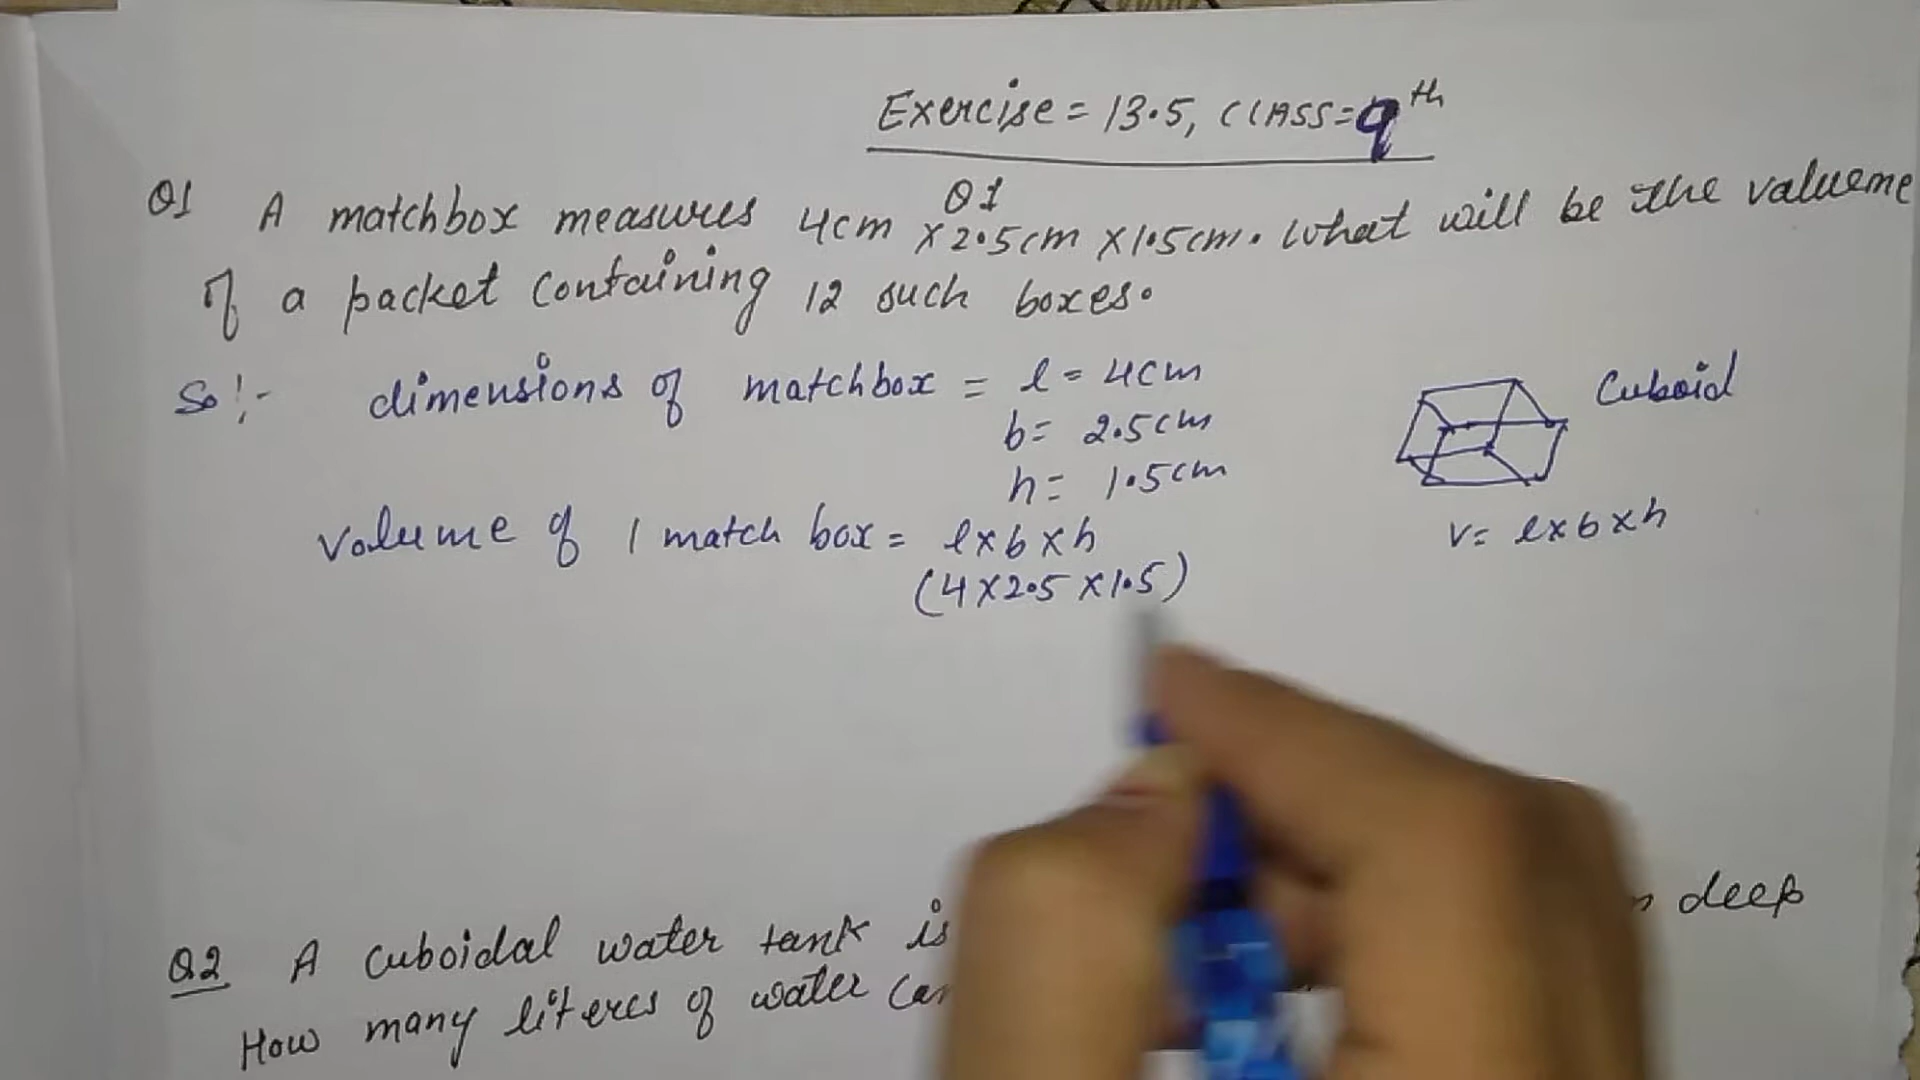 Exercise = 13.5, CLASS=9th
Q1
Q1 A matchbox measures 4cm ×2.5cm ×1.5cm. What will be the valueme
of a packet containing 12 such boxes.
So!- dimensions of matchbox = l = 4cm
b= 2.5cm
h= 1.5cm
Cuboid
V= l×b×h
Volume of 1 match box = l×b×h
(4×2.5×1.5)
Q2 A cuboidal water tank is deep
How many literes of water can